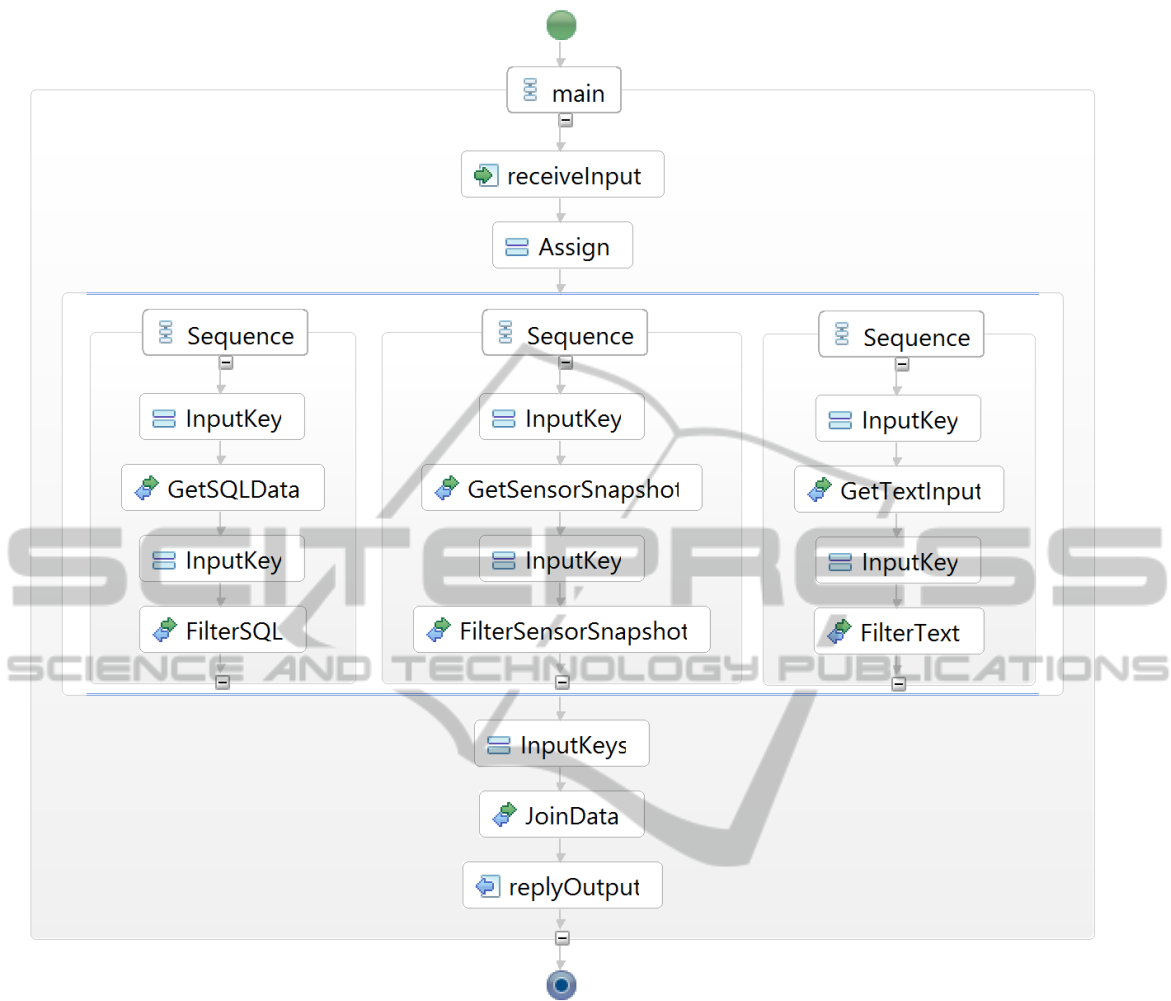 main
receiveInput
Assign
Sequence
InputKey
GetSQLData
InputKey
FilterSQL
Sequence
InputKey
GetSensorSnapshot
InputKey
FilterSensorSnapshot
Sequence
InputKey
GetTextInput
InputKey
FilterText
InputKeys
JoinData
replyOutput
SCITEPRESS
SCIENCE AND TECHNOLOGY PUBLICATIONS